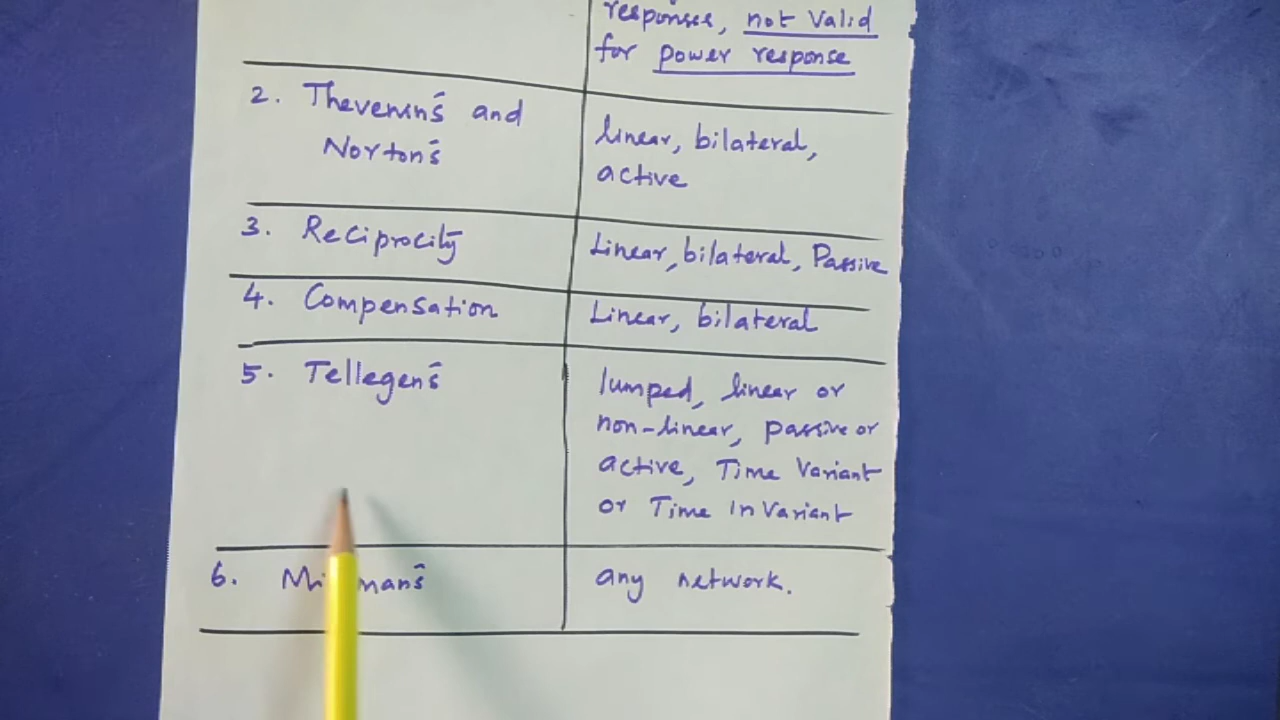 responses, not Valid
for power response
2. Thevenin's and
Norton's
linear, bilateral,
active
3. Reciprocity
Linear, bilateral, Passive
4. Compensation
Linear, bilateral
5. Tellegen's
lumped, linear or
non-linear, passive or
active, Time Variant
or Time In Variant
6.
any network.